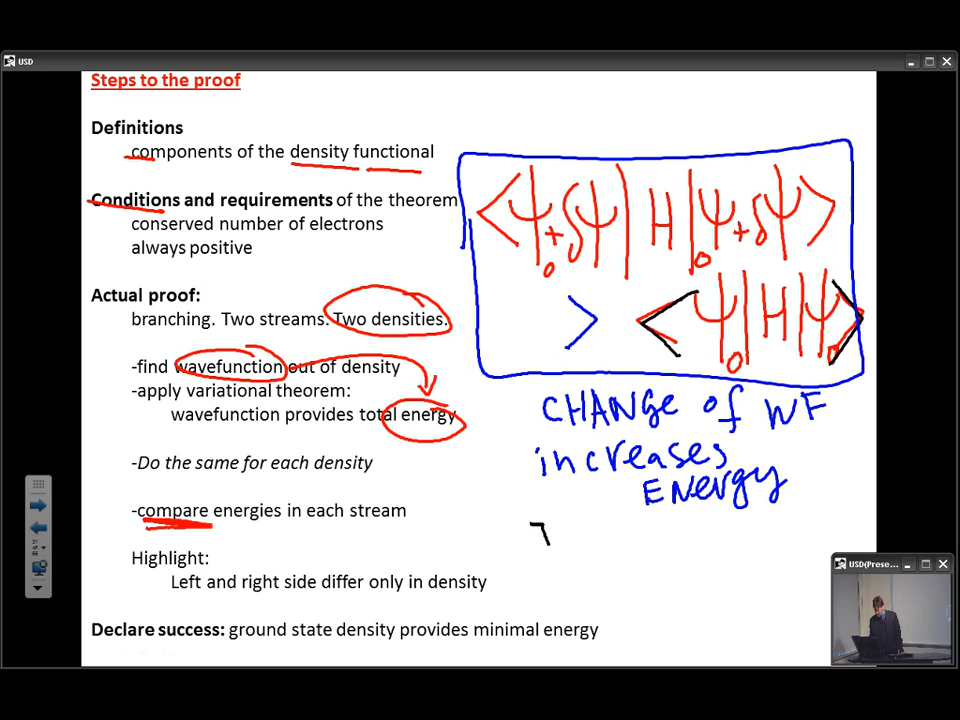 USD
Steps to the proof
Definitions
components of the density functional
Conditions and requirements of the theorem
conserved number of electrons
always positive
Actual proof:
branching. Two streams. Two densities.
-find wavefunction out of density
-apply variational theorem:
wavefunction provides total energy
-Do the same for each density
-compare energies in each stream
Highlight:
Left and right side differ only in density
Declare success: ground state density provides minimal energy
<Ψ₀+δΨ|H|Ψ₀+δΨ>
> <Ψ₀|H|Ψ₀>
CHANGE of WF
increases
ENergy
USD(Prese...